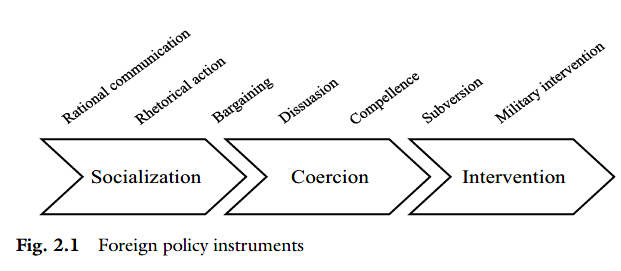 Rational communication
Rhetorical action
Bargaining
Dissuasion
Compellence
Subversion
Military intervention
Socialization
Coercion
Intervention
Fig. 2.1 Foreign policy instruments